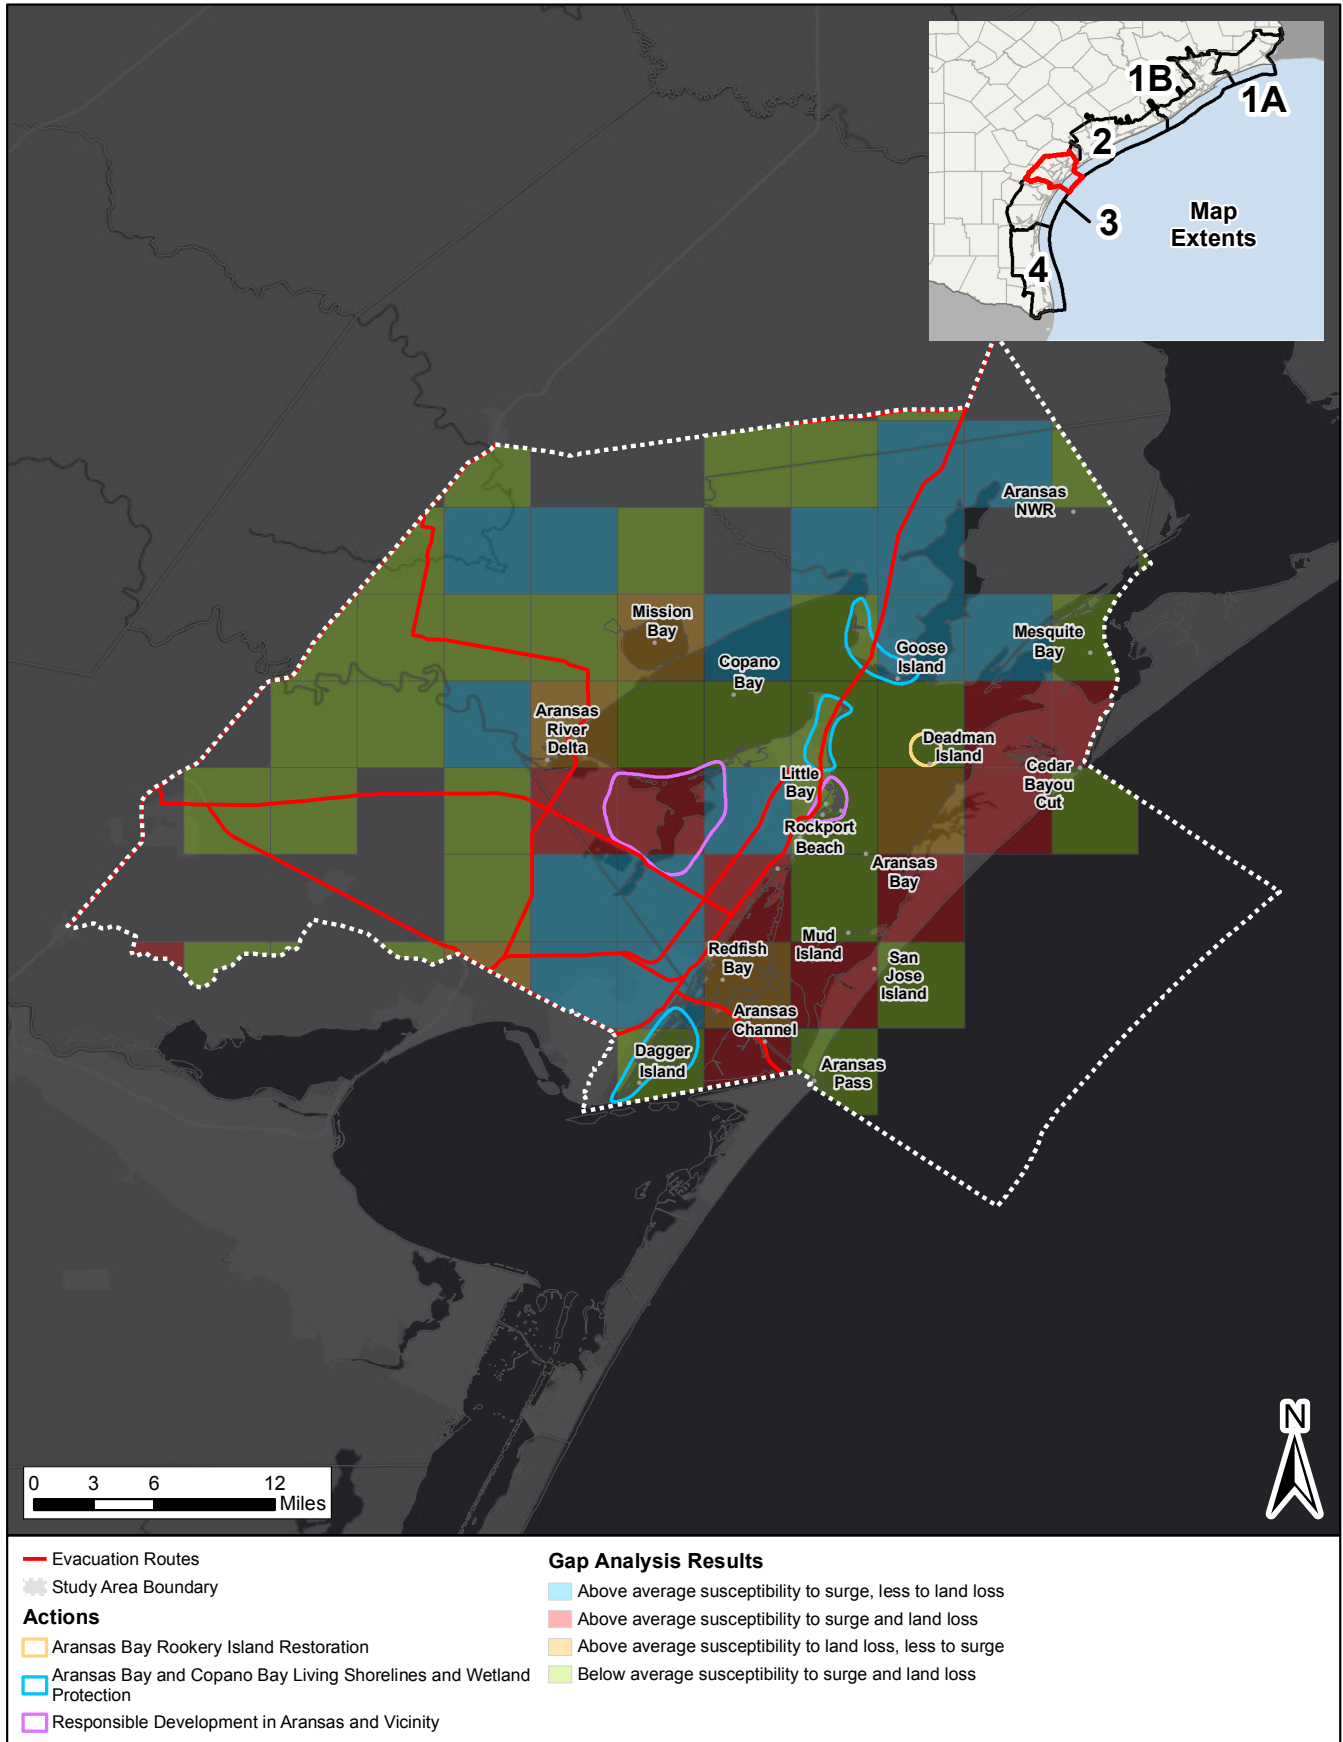 1B
1A
2
3
4
Map
Extents
Aransas
NWR
Mission
Bay
Mesquite
Bay
Goose
Island
Copano
Bay
Aransas
River
Delta
Deadman
Island
Cedar
Bayou
Cut
Little
Bay
Rockport
Beach
Aransas
Bay
Mud
Island
Redfish
Bay
San
Jose
Island
Aransas
Channel
Dagger
Island
Aransas
Pass
N
0 3 6 12
Miles
Evacuation Routes
Study Area Boundary
Actions
Aransas Bay Rookery Island Restoration
Aransas Bay and Copano Bay Living Shorelines and Wetland
Protection
Responsible Development in Aransas and Vicinity
Gap Analysis Results
Above average susceptibility to surge, less to land loss
Above average susceptibility to surge and land loss
Above average susceptibility to land loss, less to surge
Below average susceptibility to surge and land loss